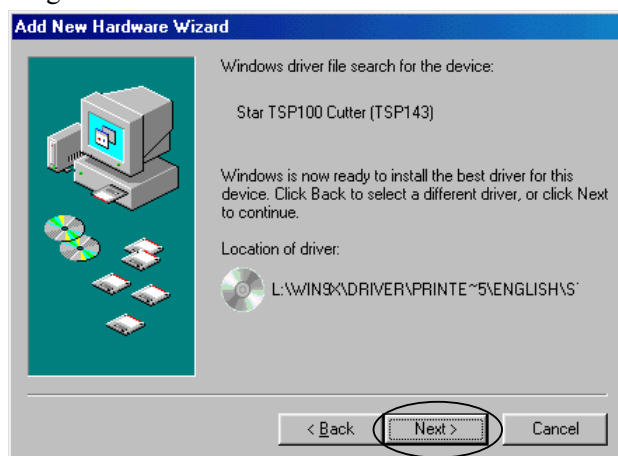 Add New Hardware Wizard
Windows driver file search for the device:
Star TSP100 Cutter (TSP143)
Windows is now ready to install the best driver for this
device. Click Back to select a different driver, or click Next
to continue.
Location of driver:
L:\WIN9X\DRIVER\PRINTE~5\ENGLISH\S
< Back
Next >
Cancel